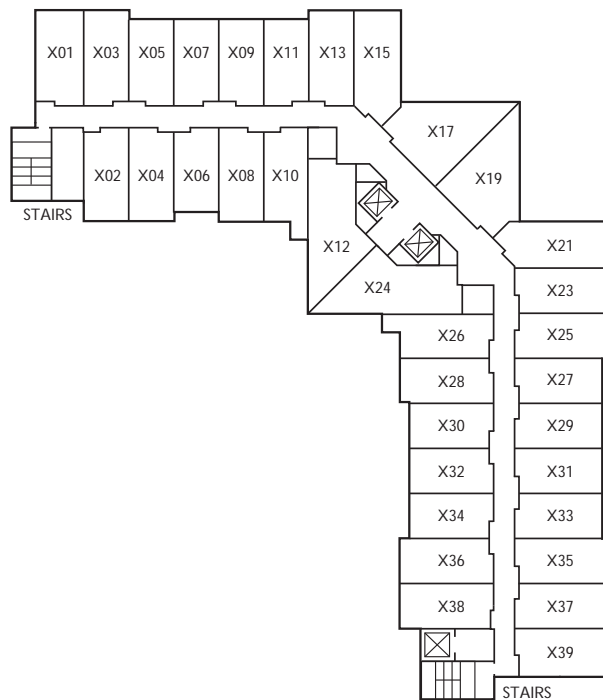 X01 X03 X05 X07 X09 X11 X13 X15
X17
X02 X04 X06 X08 X10
X19
STAIRS
X21
X12
X23
X24
X25
X26
X27
X28
X29
X30
X31
X32
X33
X34
X35
X36
X37
X38
X39
STAIRS